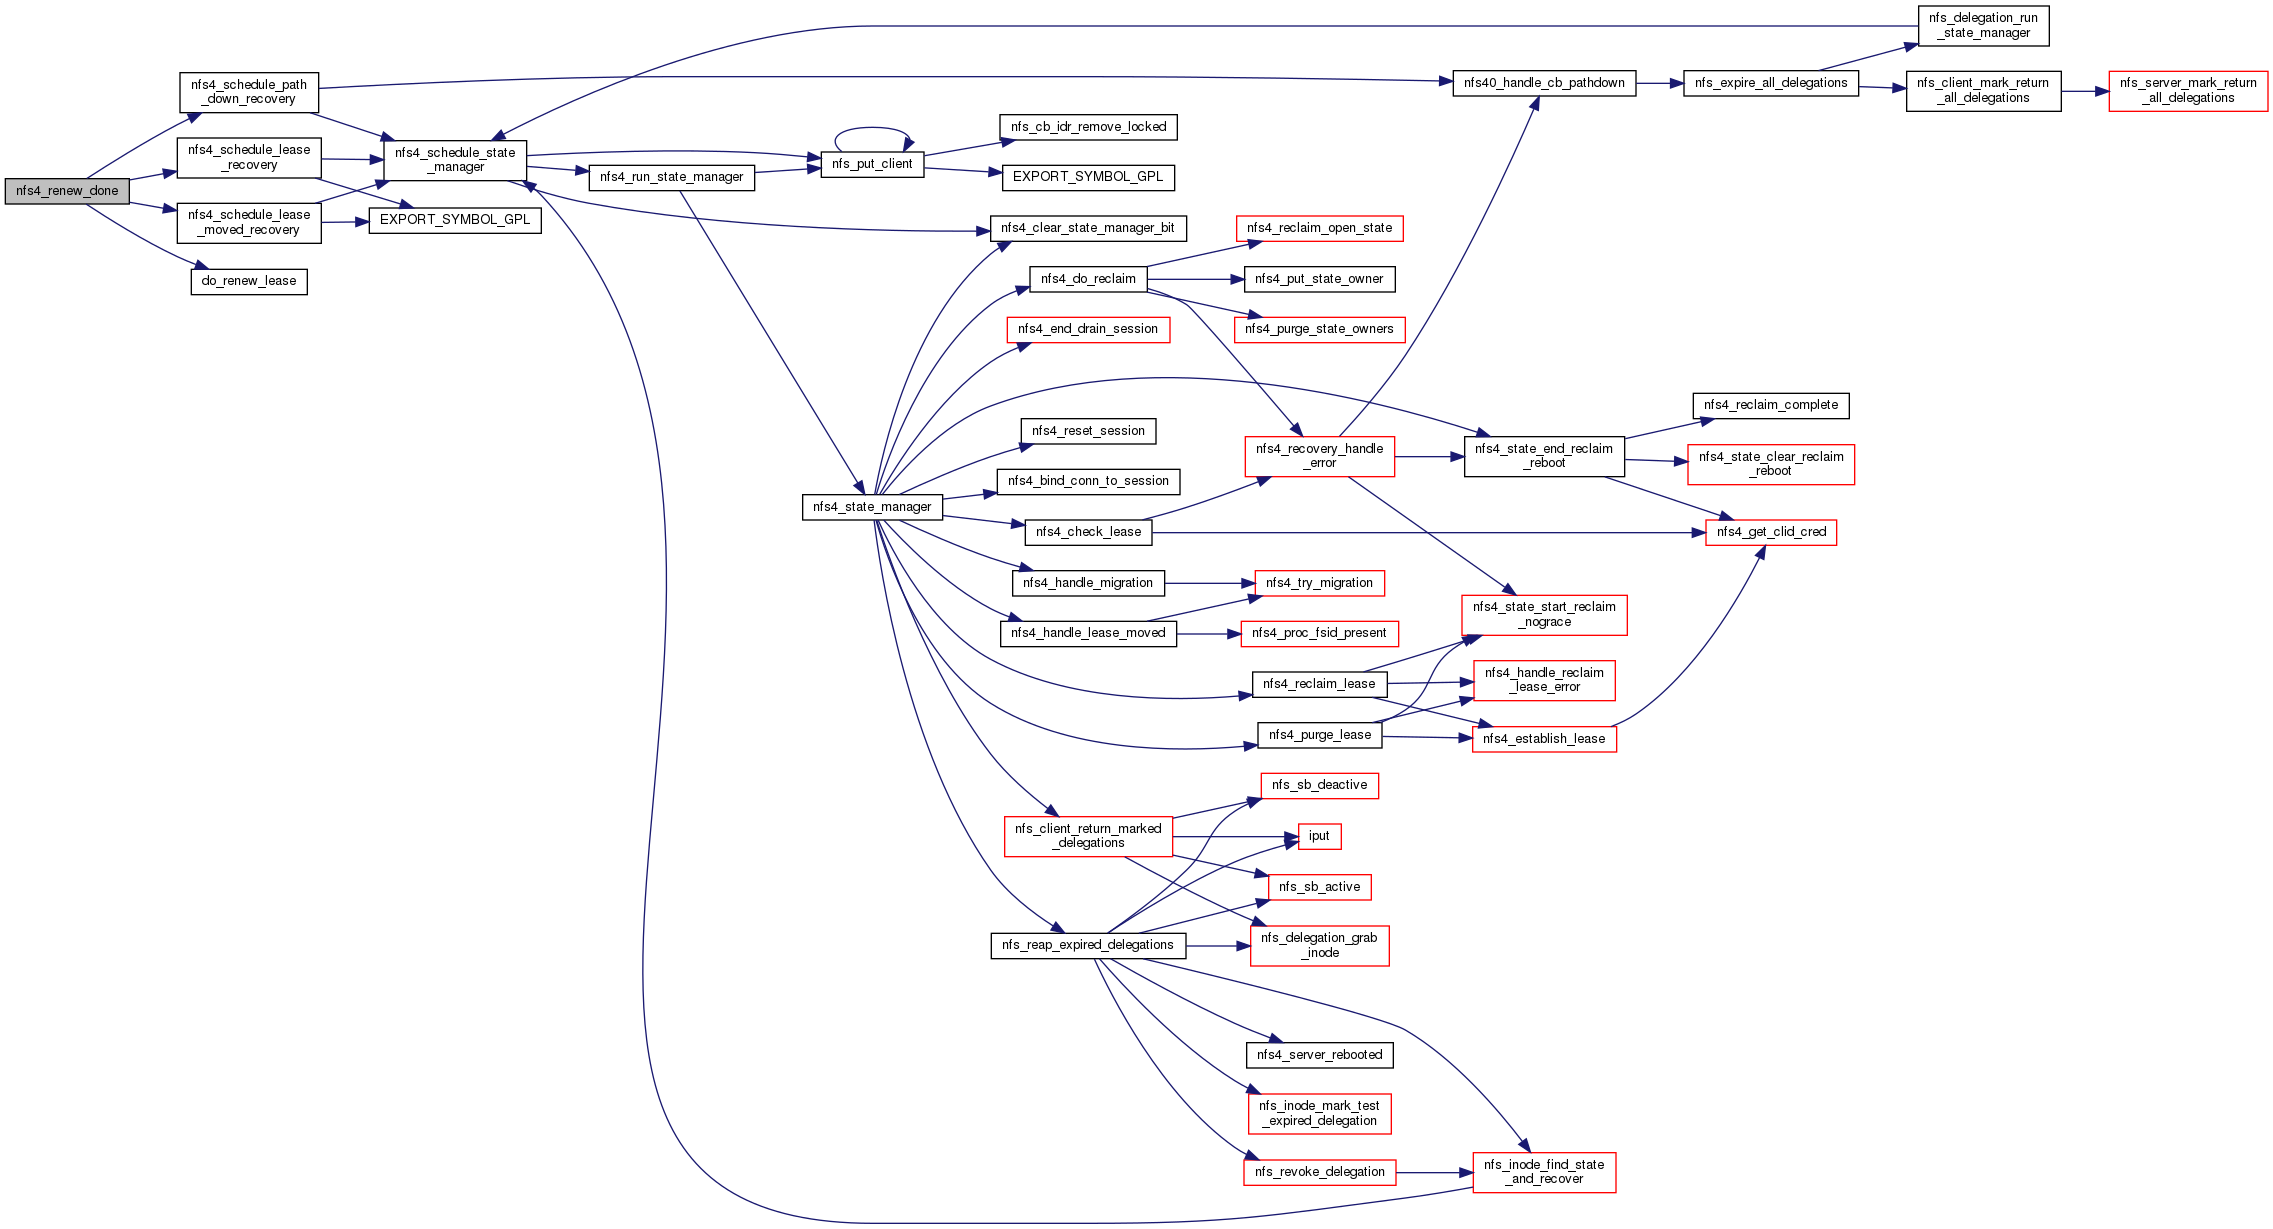 nfs4_renew_done
nfs4_schedule_path
_down_recovery
nfs4_schedule_lease
_recovery
nfs4_schedule_lease
_moved_recovery
do_renew_lease
nfs4_schedule_state
_manager
EXPORT_SYMBOL_GPL
nfs4_run_state_manager
nfs_put_client
nfs4_state_manager
nfs_cb_idr_remove_locked
EXPORT_SYMBOL_GPL
nfs4_clear_state_manager_bit
nfs4_do_reclaim
nfs4_end_drain_session
nfs4_reset_session
nfs4_bind_conn_to_session
nfs4_check_lease
nfs4_handle_migration
nfs4_handle_lease_moved
nfs_client_return_marked
_delegations
nfs_reap_expired_delegations
nfs4_reclaim_open_state
nfs4_put_state_owner
nfs4_purge_state_owners
nfs4_recovery_handle
_error
nfs4_try_migration
nfs4_proc_fsid_present
nfs4_reclaim_lease
nfs4_purge_lease
nfs_sb_deactive
iput
nfs_sb_active
nfs_delegation_grab
_inode
nfs4_server_rebooted
nfs_inode_mark_test
_expired_delegation
nfs_revoke_delegation
nfs40_handle_cb_pathdown
nfs4_state_end_reclaim
_reboot
nfs4_state_start_reclaim
_nograce
nfs4_handle_reclaim
_lease_error
nfs4_establish_lease
nfs_inode_find_state
_and_recover
nfs_expire_all_delegations
nfs4_reclaim_complete
nfs4_state_clear_reclaim
_reboot
nfs4_get_clid_cred
nfs_delegation_run
_state_manager
nfs_client_mark_return
_all_delegations
nfs_server_mark_return
_all_delegations